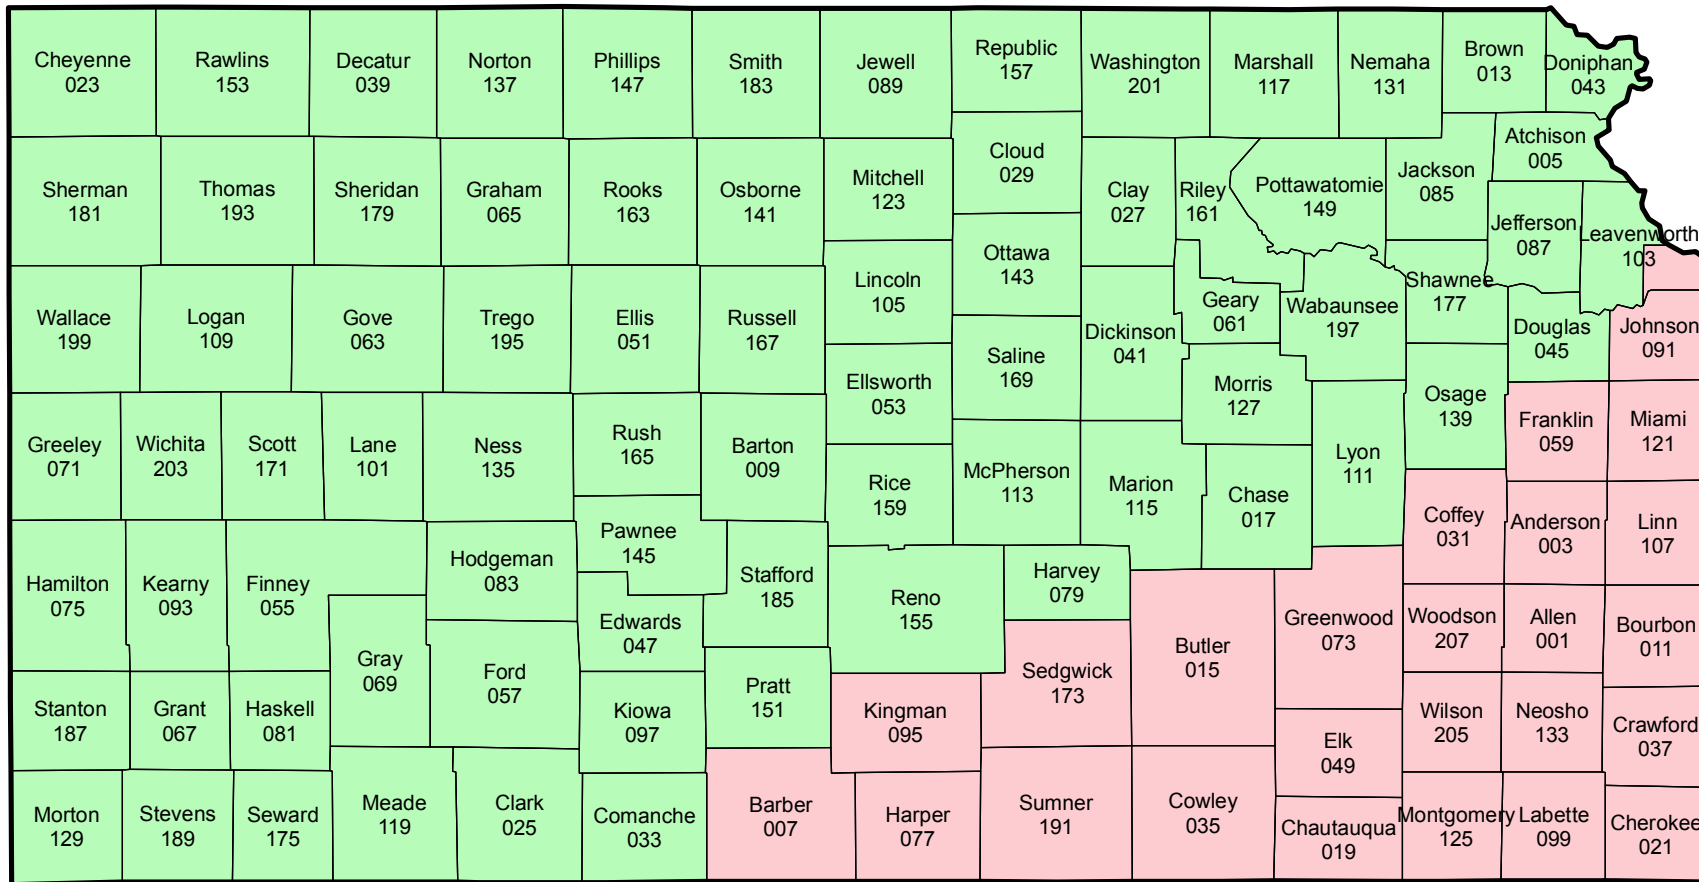 Cheyenne
023
Rawlins
153
Decatur
039
Norton
137
Phillips
147
Smith
183
Jewell
089
Republic
157
Washington
201
Marshall
117
Nemaha
131
Brown
013
Doniphan
043
Atchison
005
Sherman
181
Thomas
193
Sheridan
179
Graham
065
Rooks
163
Osborne
141
Mitchell
123
Cloud
029
Clay
027
Riley
161
Pottawatomie
149
Jackson
085
Jefferson
087
Leavenworth
103
Wallace
199
Logan
109
Gove
063
Trego
195
Ellis
051
Russell
167
Lincoln
105
Ottawa
143
Dickinson
041
Geary
061
Wabaunsee
197
Shawnee
177
Douglas
045
Johnson
091
Ellsworth
053
Saline
169
Morris
127
Osage
139
Franklin
059
Miami
121
Greeley
071
Wichita
203
Scott
171
Lane
101
Ness
135
Rush
165
Barton
009
Rice
159
McPherson
113
Marion
115
Chase
017
Lyon
111
Coffey
031
Anderson
003
Linn
107
Hamilton
075
Kearny
093
Finney
055
Hodgeman
083
Pawnee
145
Stafford
185
Reno
155
Harvey
079
Edwards
047
Gray
069
Ford
057
Butler
015
Greenwood
073
Woodson
207
Allen
001
Bourbon
011
Stanton
187
Grant
067
Haskell
081
Kiowa
097
Pratt
151
Kingman
095
Sedgwick
173
Elk
049
Wilson
205
Neosho
133
Crawford
037
Morton
129
Stevens
189
Seward
175
Meade
119
Clark
025
Comanche
033
Barber
007
Harper
077
Sumner
191
Cowley
035
Chautauqua
019
Montgomery
125
Labette
099
Cherokee
021